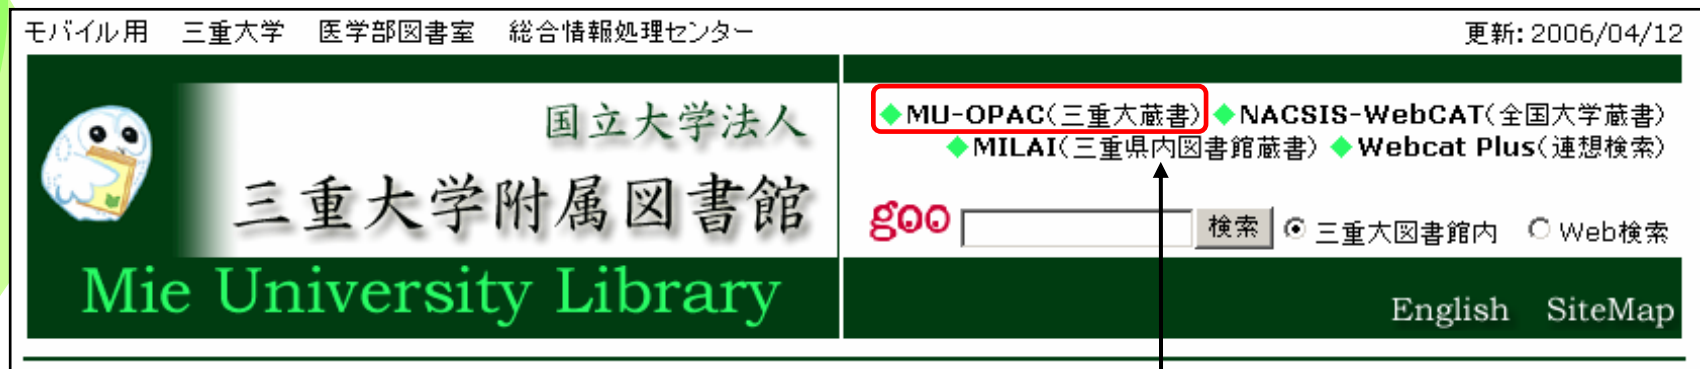 モバイル用 三重大学 医学部図書室 総合情報処理センター 更新: 2006/04/12
国立大学法人
三重大学附属図書館
Mie University Library
◆MU-OPAC(三重大蔵書) ◆NACSIS-WebCAT(全国大学蔵書)
◆MILAI(三重県内図書館蔵書) ◆Webcat Plus(連想検索)
goo 検索 三重大図書館内 Web検索
English SiteMap